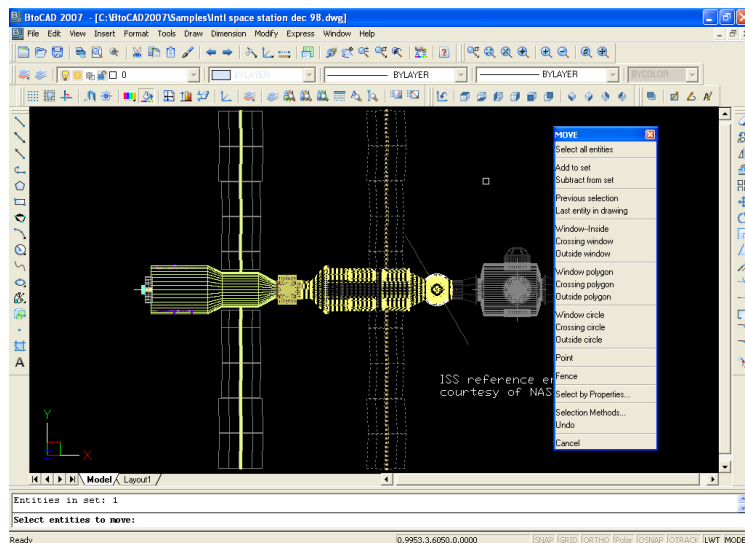 BtoCAD 2007 - [C:\BtoCAD2007\Samples\Intl space station dec 98.dwg]
File Edit View Insert Format Tools Draw Dimension Modify Express Window Help
0 BYLAYER BYLAYER BYLAYER BYCOLOR
MOVE
Select all entities
Add to set
Subtract from set
Previous selection
Last entity in drawing
Window--Inside
Crossing window
Outside window
Window polygon
Crossing polygon
Outside polygon
Window circle
Crossing circle
Outside circle
Point
Fence
Select by Properties...
Selection Methods...
Undo
Cancel
ISS reference
courtesy of NAS
Y
X
Z
A
Model Layout1
Entities in set: 1
Select entities to move:
Ready 0.9953,3.6050,0.0000 SNAP GRID ORTHO Polar OSNAP OTRACK LWT MODE